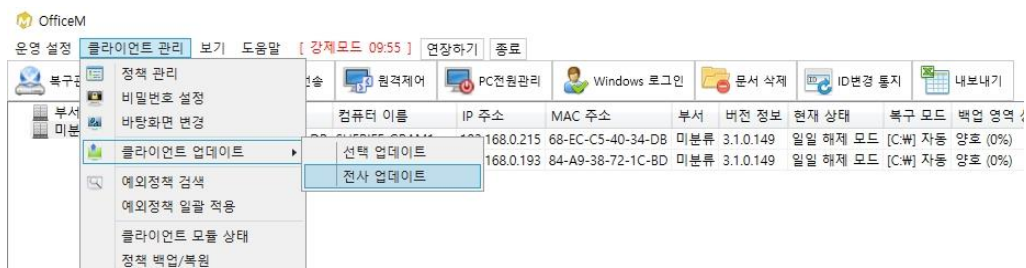 OfficeM
운영 설정 클라이언트 관리 보기 도움말 [ 강제모드 09:55 ] 연장하기 종료
복구 전송 원격제어 PC전원관리 Windows 로그인 문서 삭제 ID변경 통지 내보내기
정책 관리
비밀번호 설정
바탕화면 변경
클라이언트 업데이트
예외정책 검색
예외정책 일괄 적용
클라이언트 모듈 상태
정책 백업/복원
선택 업데이트
전사 업데이트
부서
미분
컴퓨터 이름 IP 주소 MAC 주소 부서 버전 정보 현재 상태 복구 모드 백업 영역
168.0.215 68-EC-C5-40-34-DB 미분류 3.1.0.149 일일 해제 모드 [C:₩] 자동 양호 (0%)
168.0.193 84-A9-38-72-1C-BD 미분류 3.1.0.149 일일 해제 모드 [C:₩] 자동 양호 (0%)